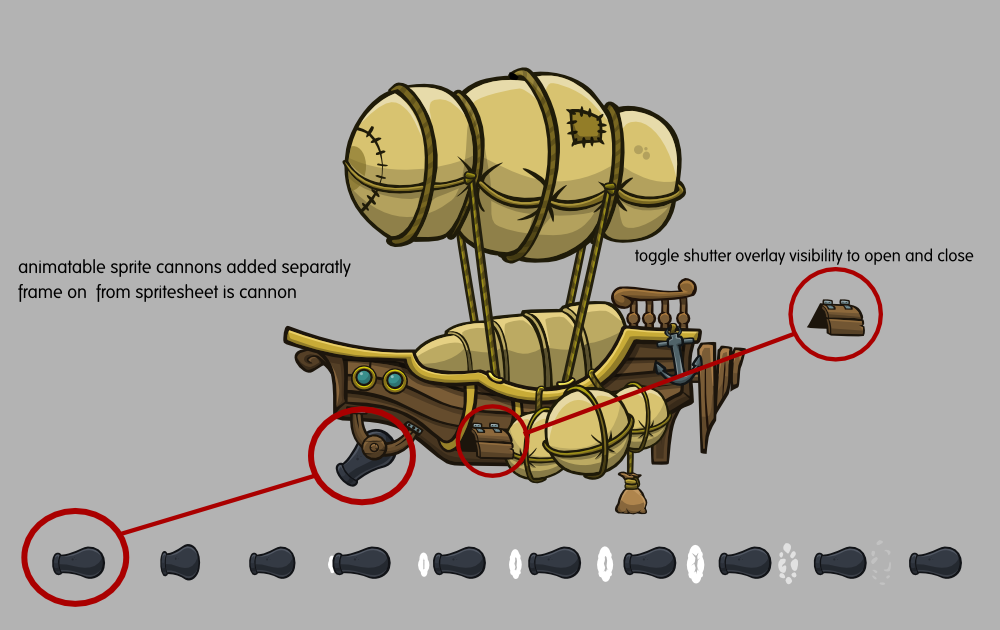 animatable sprite cannons added separatly
frame on  from spritesheet is cannon
toggle shutter overlay visibility to open and close